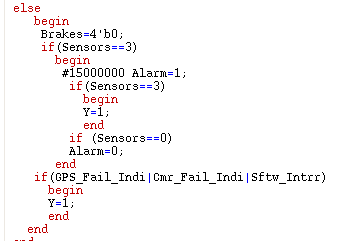 else
begin
Brakes=4'b0;
if(Sensors==3)
begin
#15000000 Alarm=1;
if(Sensors==3)
begin
Y=1;
end
if (Sensors==0)
Alarm=0;
end
if(GPS_Fail_Indi|Cmr_Fail_Indi|Sftw_Intrr)
begin
Y=1;
end
end
end